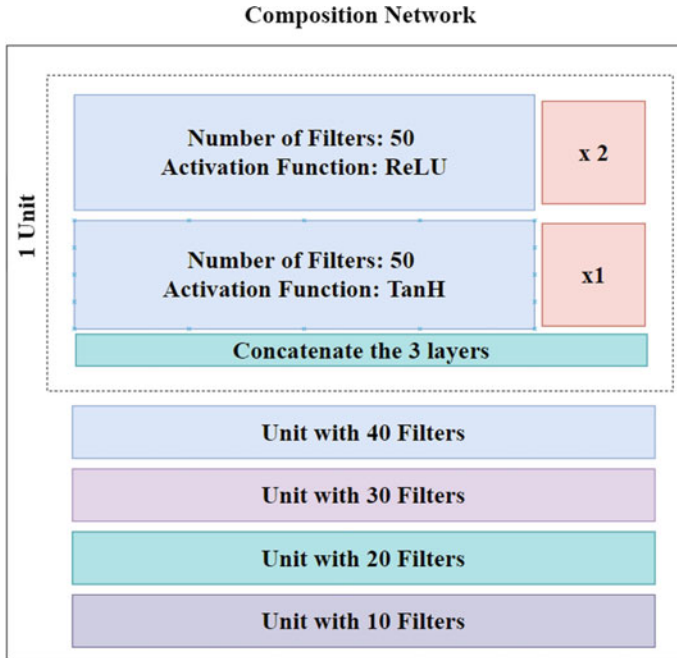 Composition Network
1 Unit
Number of Filters: 50
Activation Function: ReLU
x 2
Number of Filters: 50
Activation Function: TanH
x1
Concatenate the 3 layers
Unit with 40 Filters
Unit with 30 Filters
Unit with 20 Filters
Unit with 10 Filters